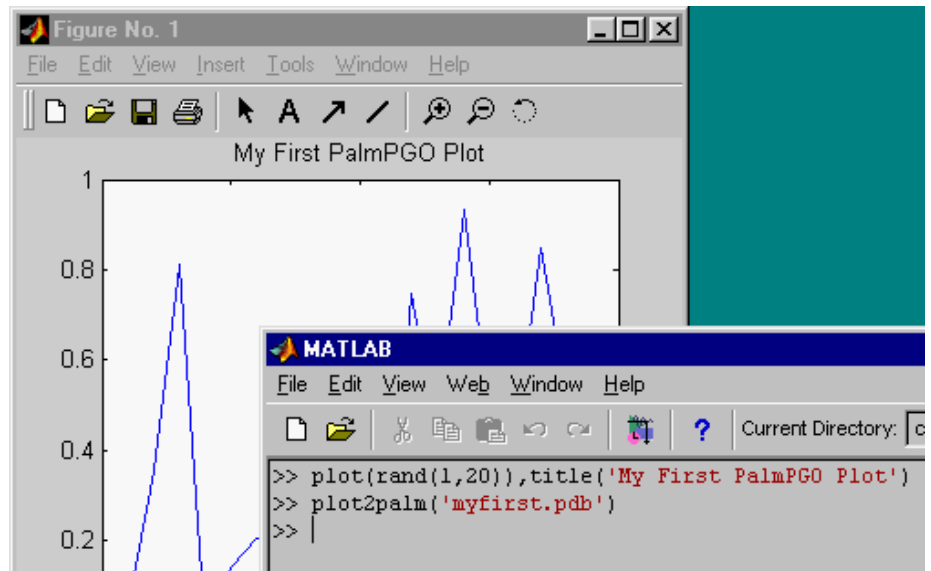 Figure No. 1
File Edit View Insert Tools Window Help
A
My First PalmPGO Plot
1
0.8
0.6
0.4
0.2
MATLAB
File Edit View Web Window Help
? Current Directory: c
>> plot(rand(1,20)),title('My First PalmPGO Plot')
>> plot2palm('myfirst.pdb')
>>